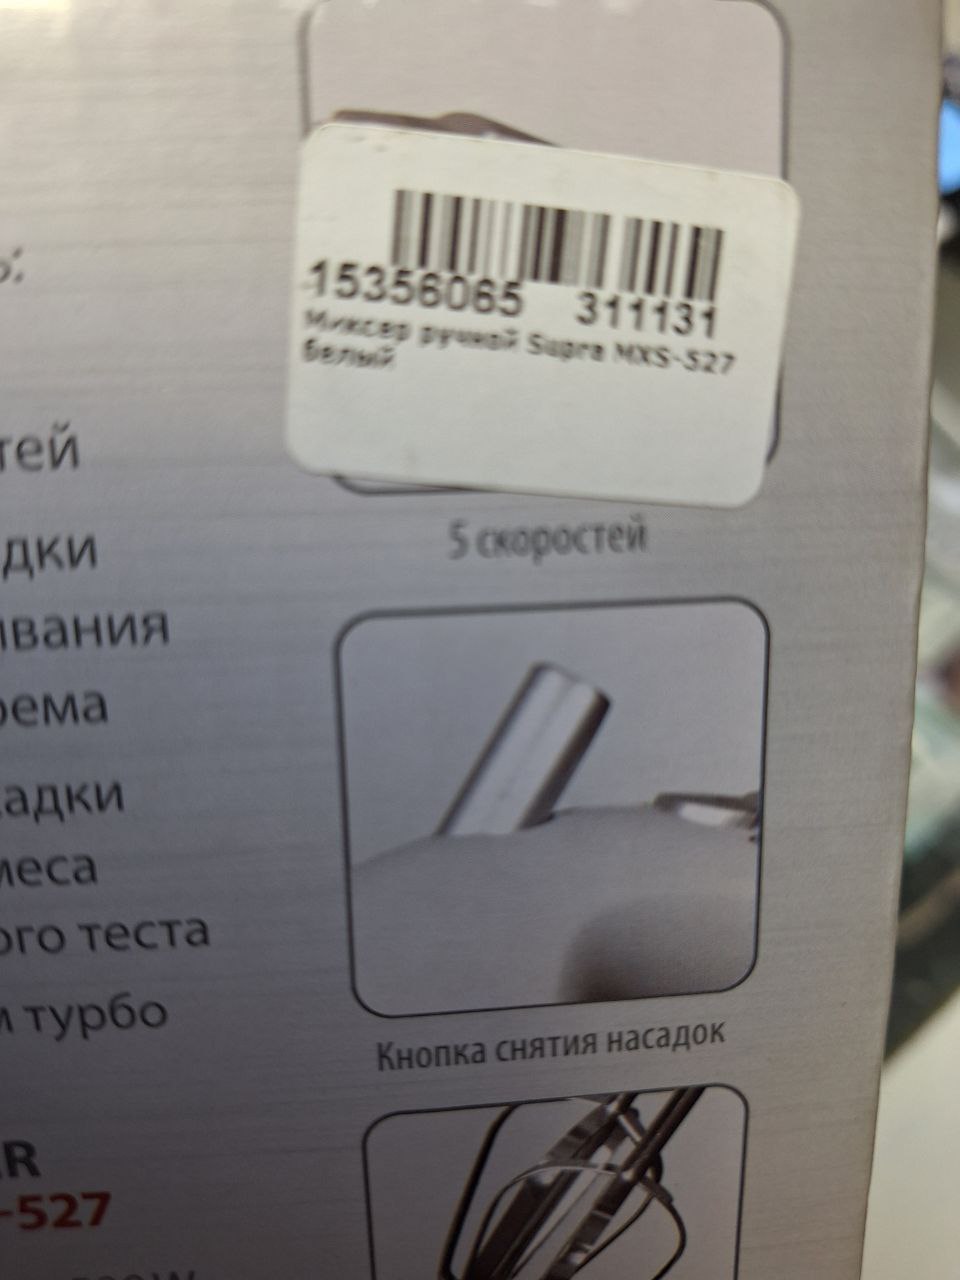 15356065 311131
Миксер ручной Supra MXS-527
белый
5 скоростей
тей
дки
ивания
рема
садки
меса
ого теста
м турбо
Кнопка снятия насадок
R
-527